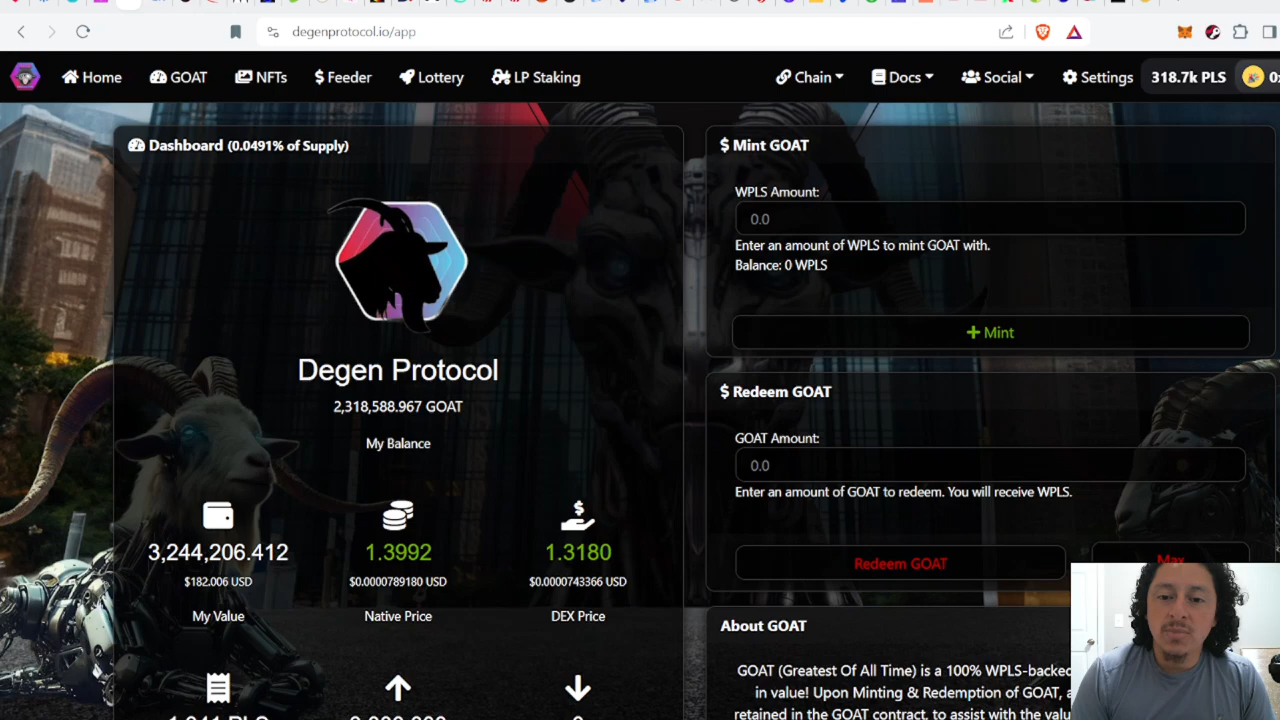 degenprotocol.io/app
Home
GOAT
NFTs
$ Feeder
Lottery
LP Staking
Chain
Docs
Social
Settings
318.7k PLS
Dashboard (0.0491% of Supply)
Degen Protocol
2,318,588.967 GOAT
My Balance
3,244,206.412
$182.006 USD
My Value
1.3992
$0.0000789180 USD
Native Price
1.3180
$0.0000743366 USD
DEX Price
$ Mint GOAT
WPLS Amount:
0.0
Enter an amount of WPLS to mint GOAT with.
Balance: 0 WPLS
+ Mint
$ Redeem GOAT
GOAT Amount:
0.0
Enter an amount of GOAT to redeem. You will receive WPLS.
Redeem GOAT
Max
About GOAT
GOAT (Greatest Of All Time) is a 100% WPLS-backed
in value! Upon Minting & Redemption of GOAT, a
retained in the GOAT contract, to assist with the valu